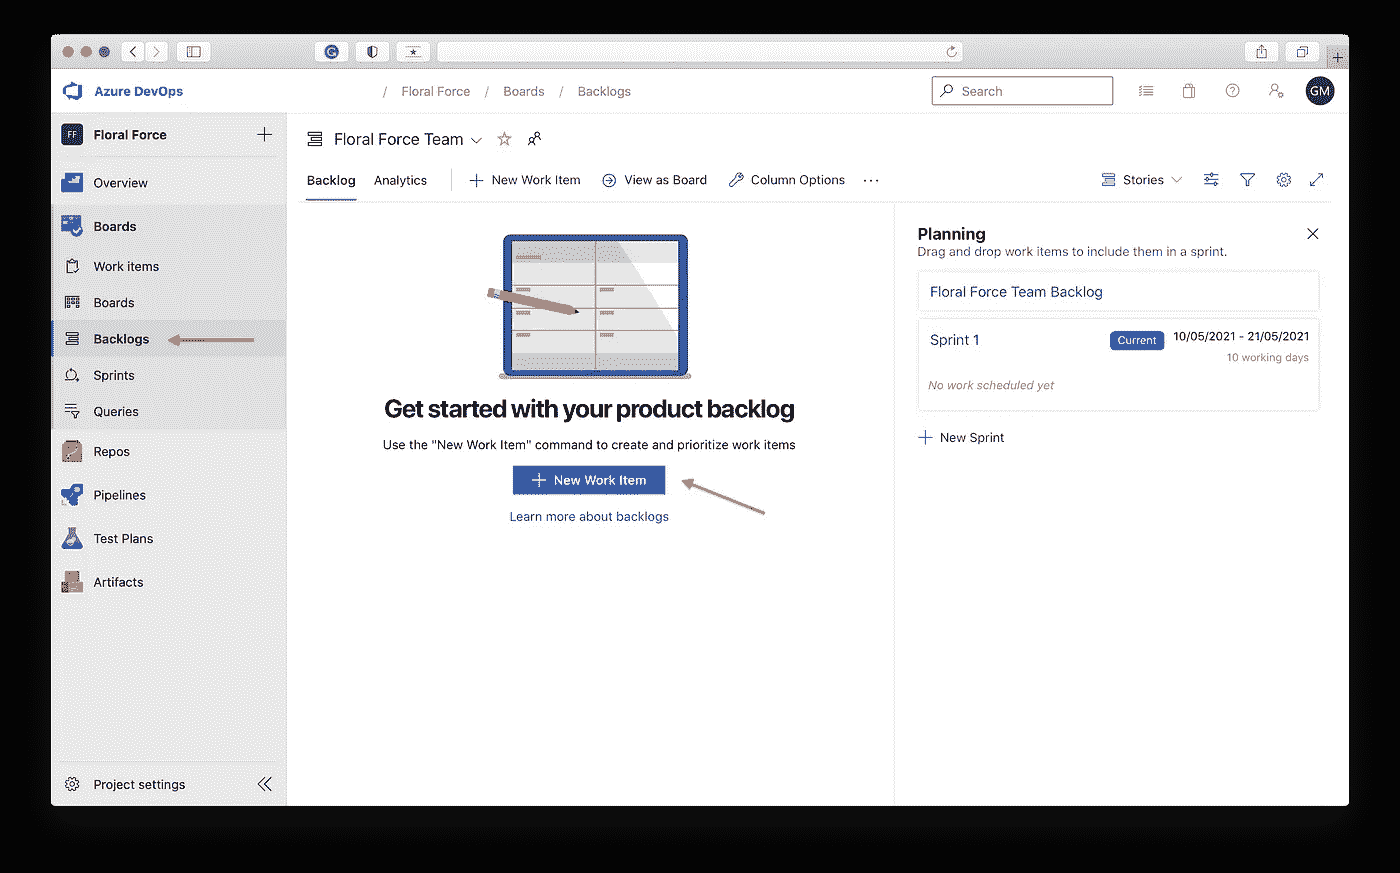 Azure DevOps
/ Floral Force / Boards / Backlogs
Search
GM
FF Floral Force
Overview
Boards
Work items
Boards
Backlogs
Sprints
Queries
Repos
Pipelines
Test Plans
Artifacts
Project settings
Floral Force Team
Backlog Analytics New Work Item View as Board Column Options ... Stories
Get started with your product backlog
Use the "New Work Item" command to create and prioritize work items
New Work Item
Learn more about backlogs
Planning
Drag and drop work items to include them in a sprint.
Floral Force Team Backlog
Sprint 1 Current 10/05/2021 - 21/05/2021
10 working days
No work scheduled yet
New Sprint